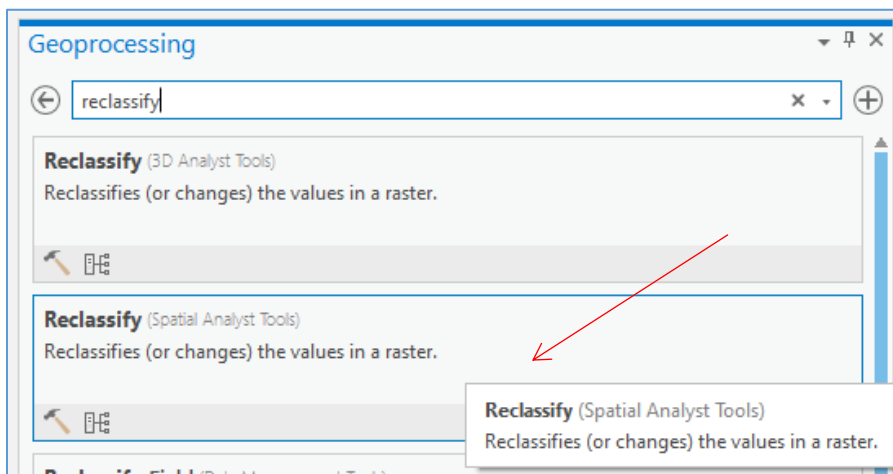 Geoprocessing
reclassify
Reclassify (3D Analyst Tools)
Reclassifies (or changes) the values in a raster.
Reclassify (Spatial Analyst Tools)
Reclassifies (or changes) the values in a raster.
Reclassify (Spatial Analyst Tools)
Reclassifies (or changes) the values in a raster.